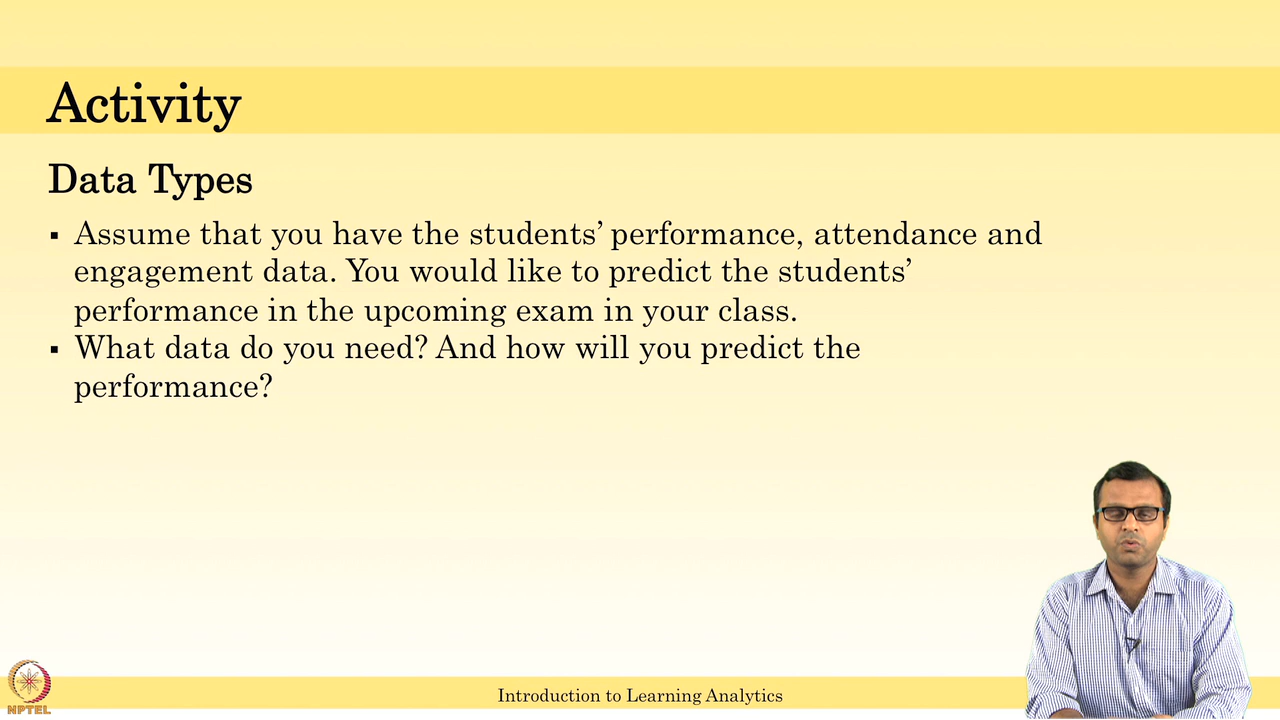 Activity
Data Types
▪ Assume that you have the students’ performance, attendance and
engagement data. You would like to predict the students’
performance in the upcoming exam in your class.
▪ What data do you need? And how will you predict the
performance?
NPTEL
Introduction to Learning Analytics